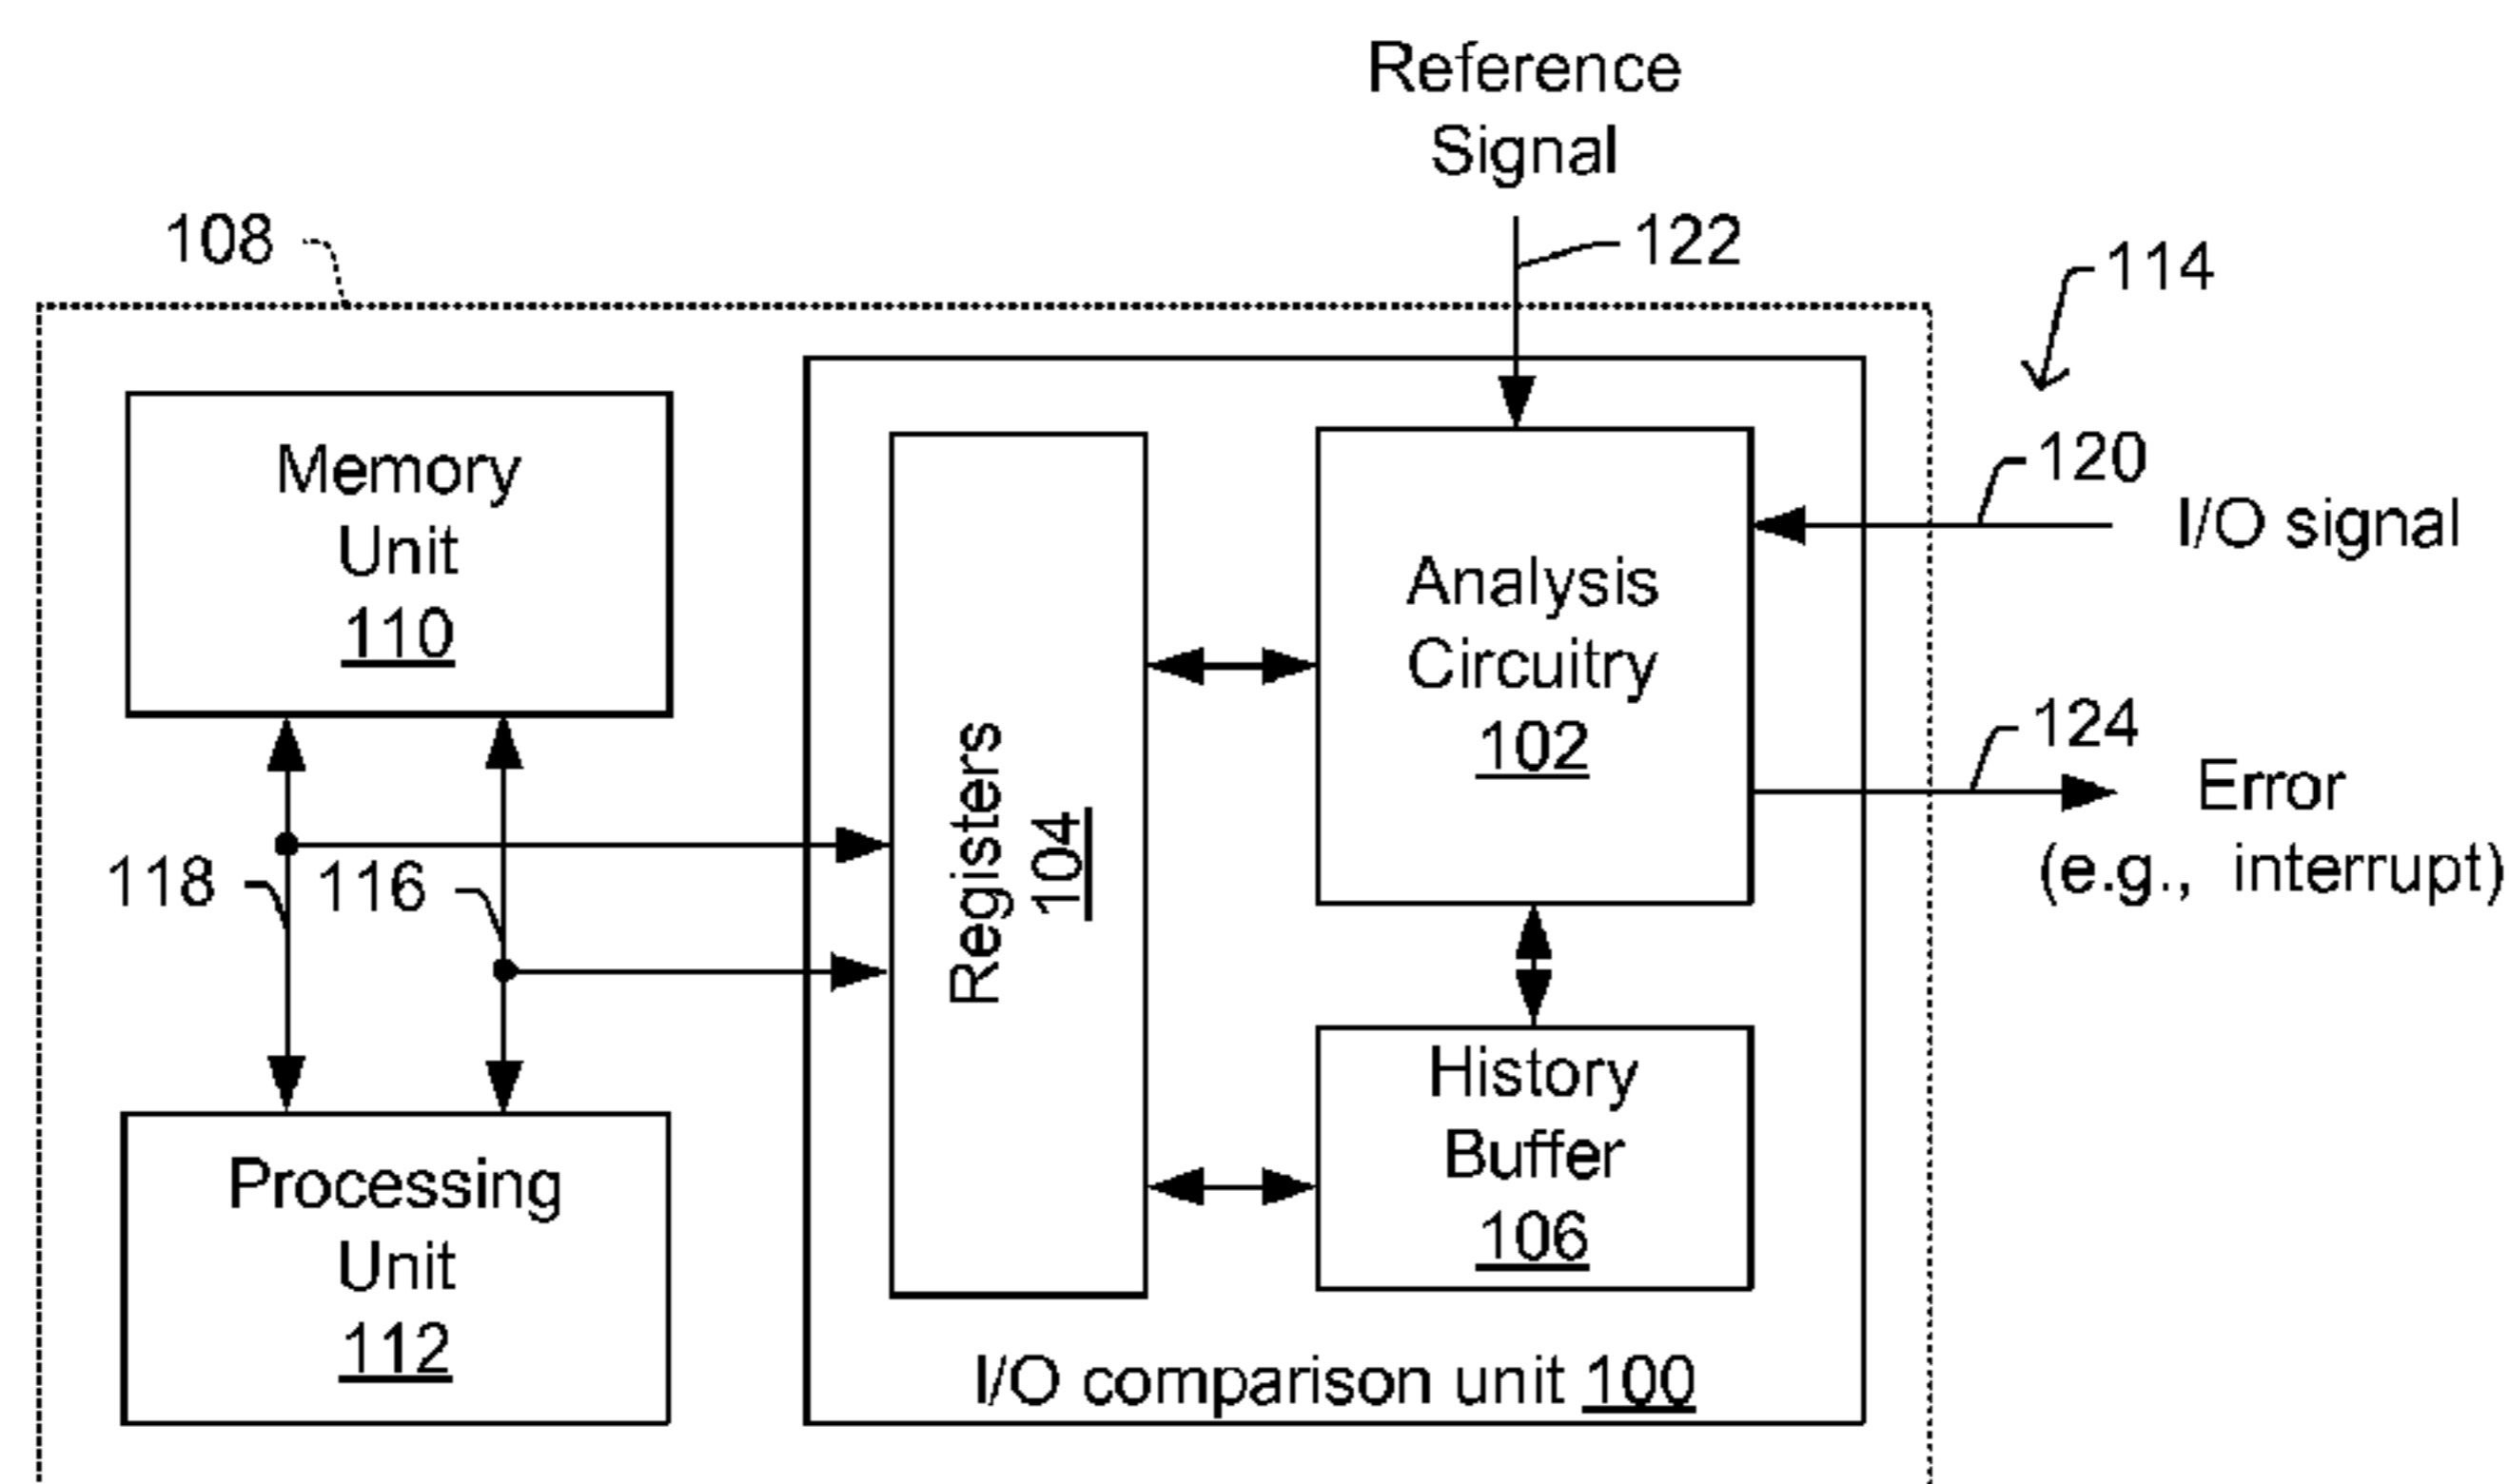 Reference
Signal
108
122
114
Memory
Unit
110
120
I/O signal
Analysis
Circuitry
102
Registers
104
124
Error
(e.g., interrupt)
118
116
History
Buffer
106
Processing
Unit
112
I/O comparison unit 100